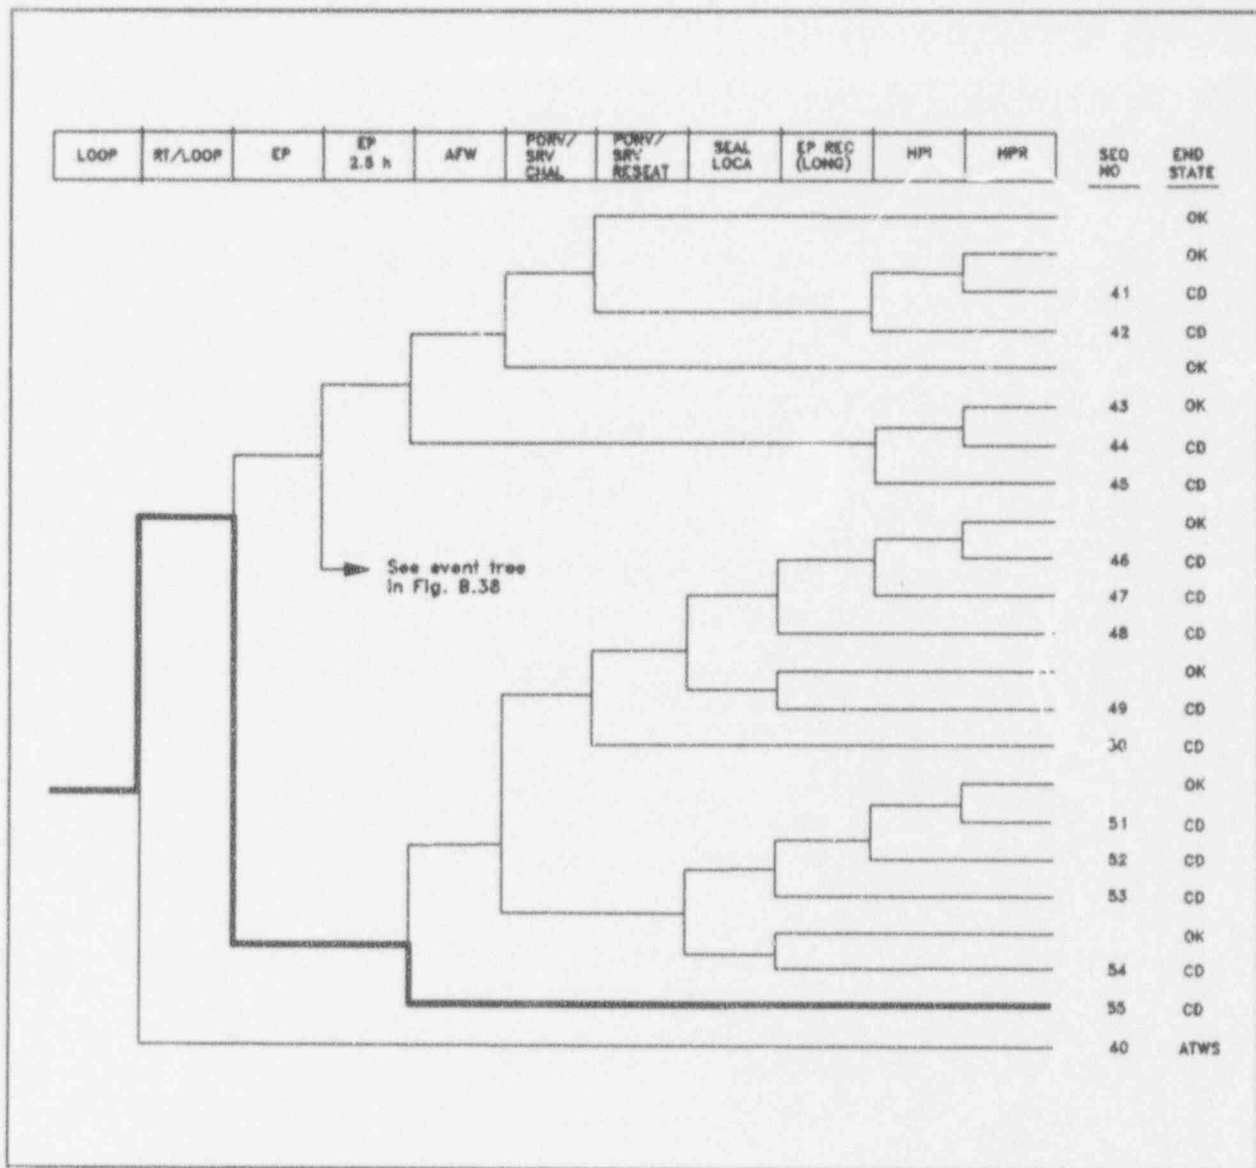 LOOP RT/LOOP EP EP 2.5 h AFW PORV/ SRV CHAL PORV/ SRV RESEAT SEAL LOCA EP REC (LONG) HPI HPR SEQ NO END STATE
OK
OK
41 CD
42 CD
OK
43 OK
44 CD
45 CD
OK
46 CD
See event tree
in Fig. B.38
47 CD
48 CD
OK
49 CD
50 CD
OK
51 CD
52 CD
53 CD
OK
54 CD
55 CD
40 ATWS